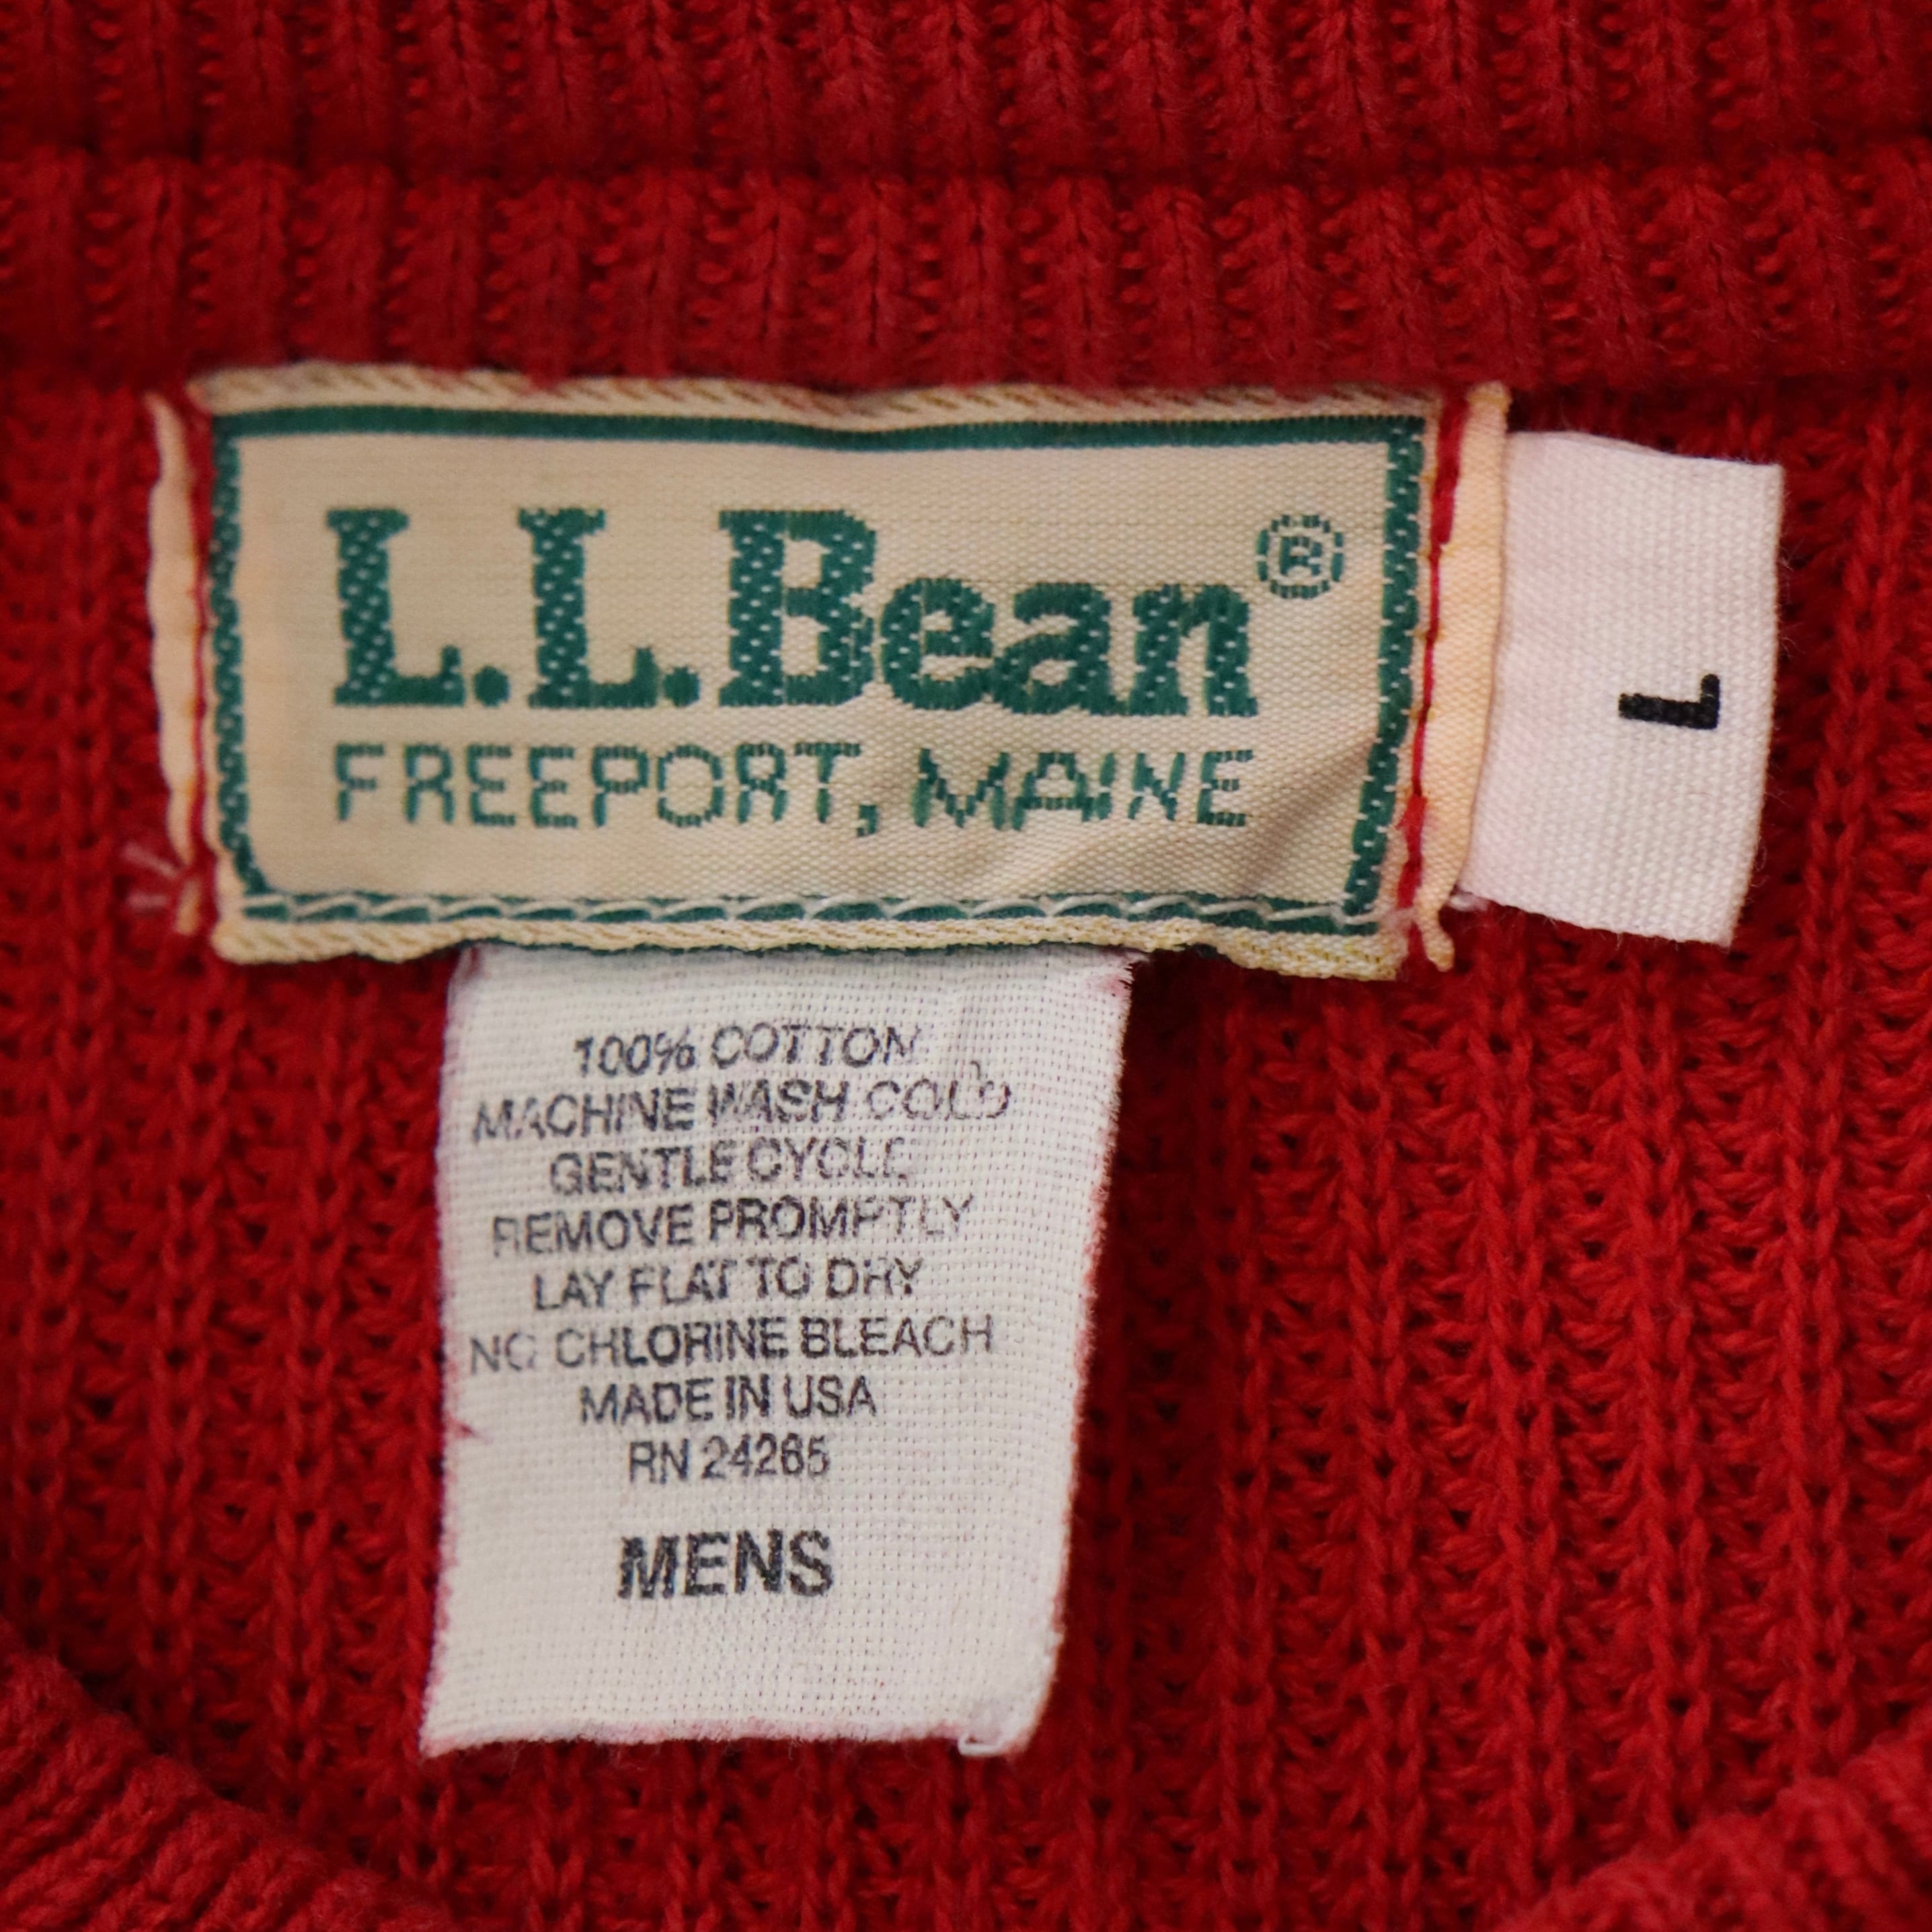 L.L.Bean®
FREEPORT, MAINE
L
100% COTTON
MACHINE WASH COLD
GENTLE CYCLE
REMOVE PROMPTLY
LAY FLAT TO DRY
NO CHLORINE BLEACH
MADE IN USA
RN 24265
MENS